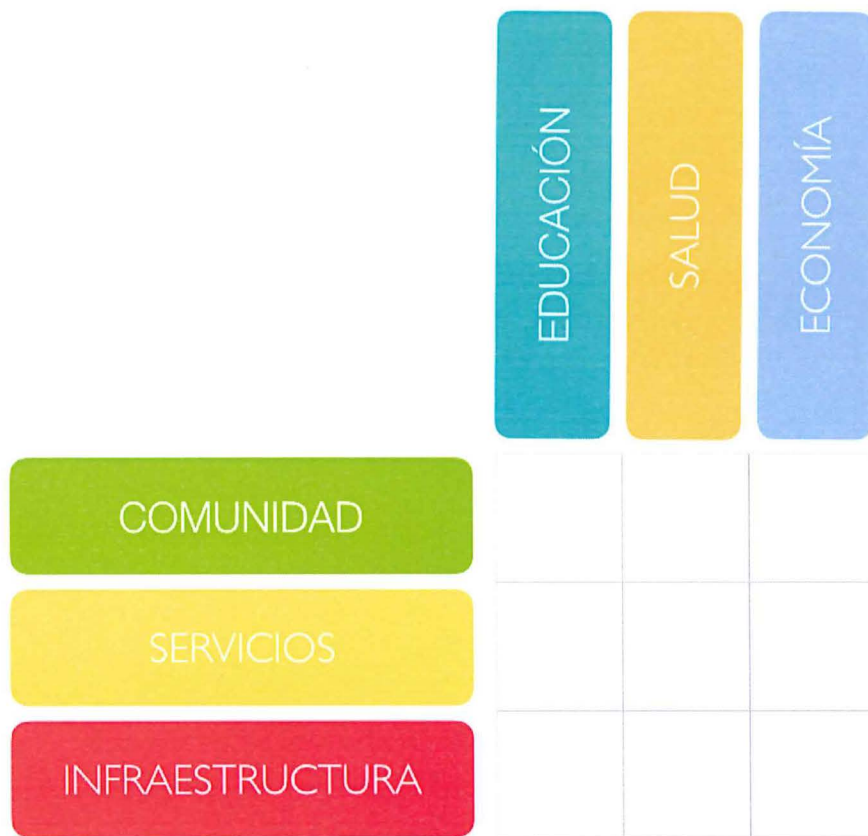 EDUCACIÓN
SALUD
ECONOMÍA
COMUNIDAD
SERVICIOS
INFRAESTRUCTURA